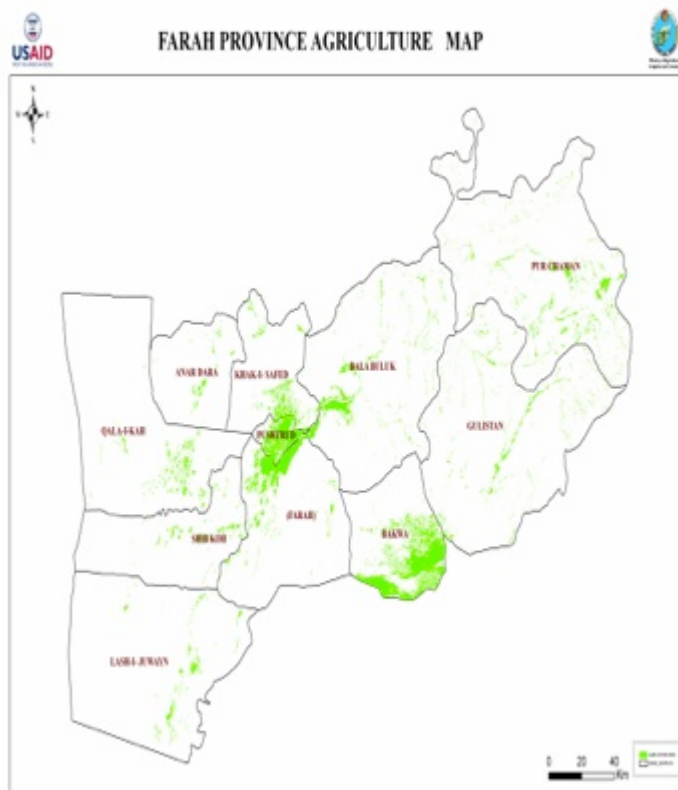 USAID
FARAH PROVINCE AGRICULTURE MAP
N
W E
S
PUR CHAMAN
BALA BULUK
ANAR DARA
KHAK-I- SAFED
GULISTAN
QALA-I-KAH
PUSHTRUD
(FARAH)
SHIB KOH
BAKWA
LASH-I- JUWAYN
0 20 40
Km